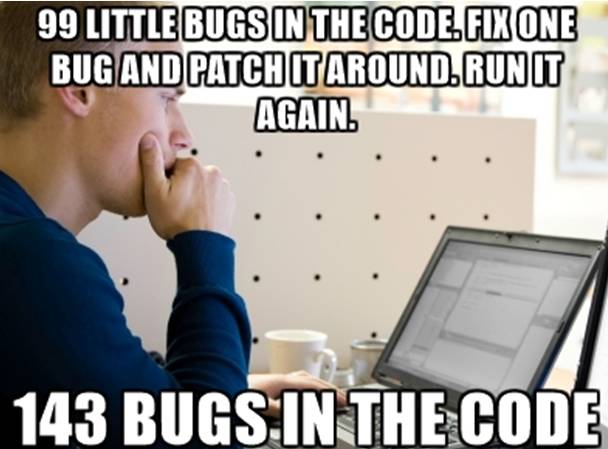 99 LITTLE BUGS IN THE CODE. FIX ONE
BUG AND PATCH IT AROUND. RUN IT
AGAIN.
143 BUGS IN THE CODE